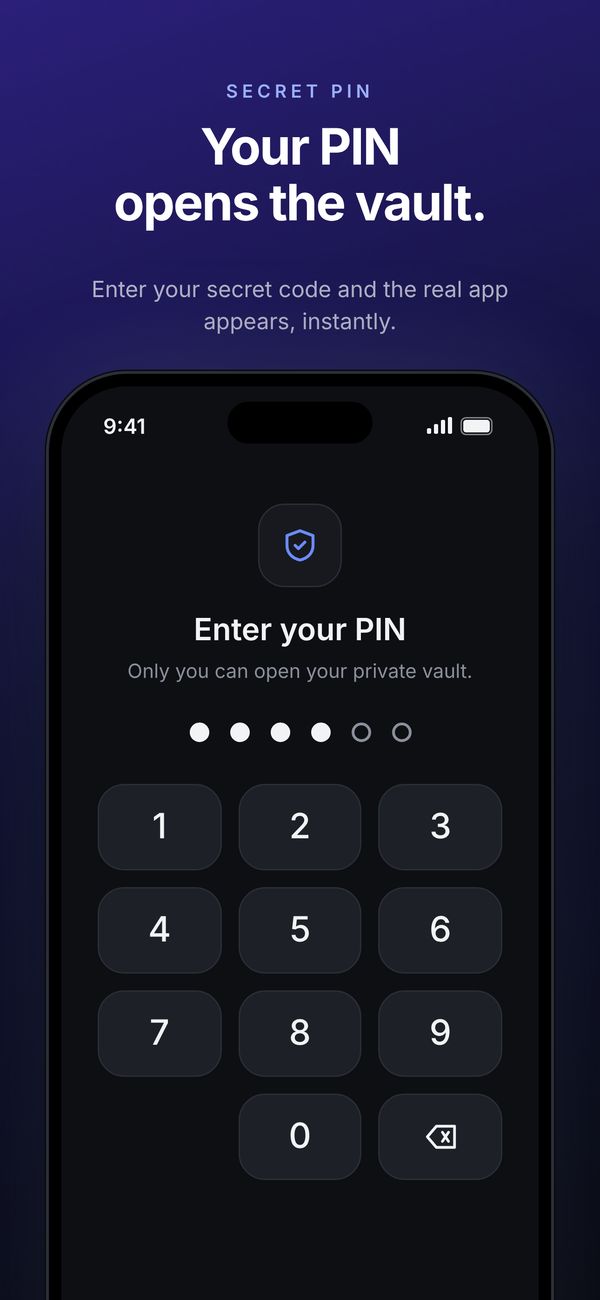 SECRET PIN
Your PIN
opens the vault.
Enter your secret code and the real app
appears, instantly.
9:41
Enter your PIN
Only you can open your private vault.
1 2 3
4 5 6
7 8 9
0